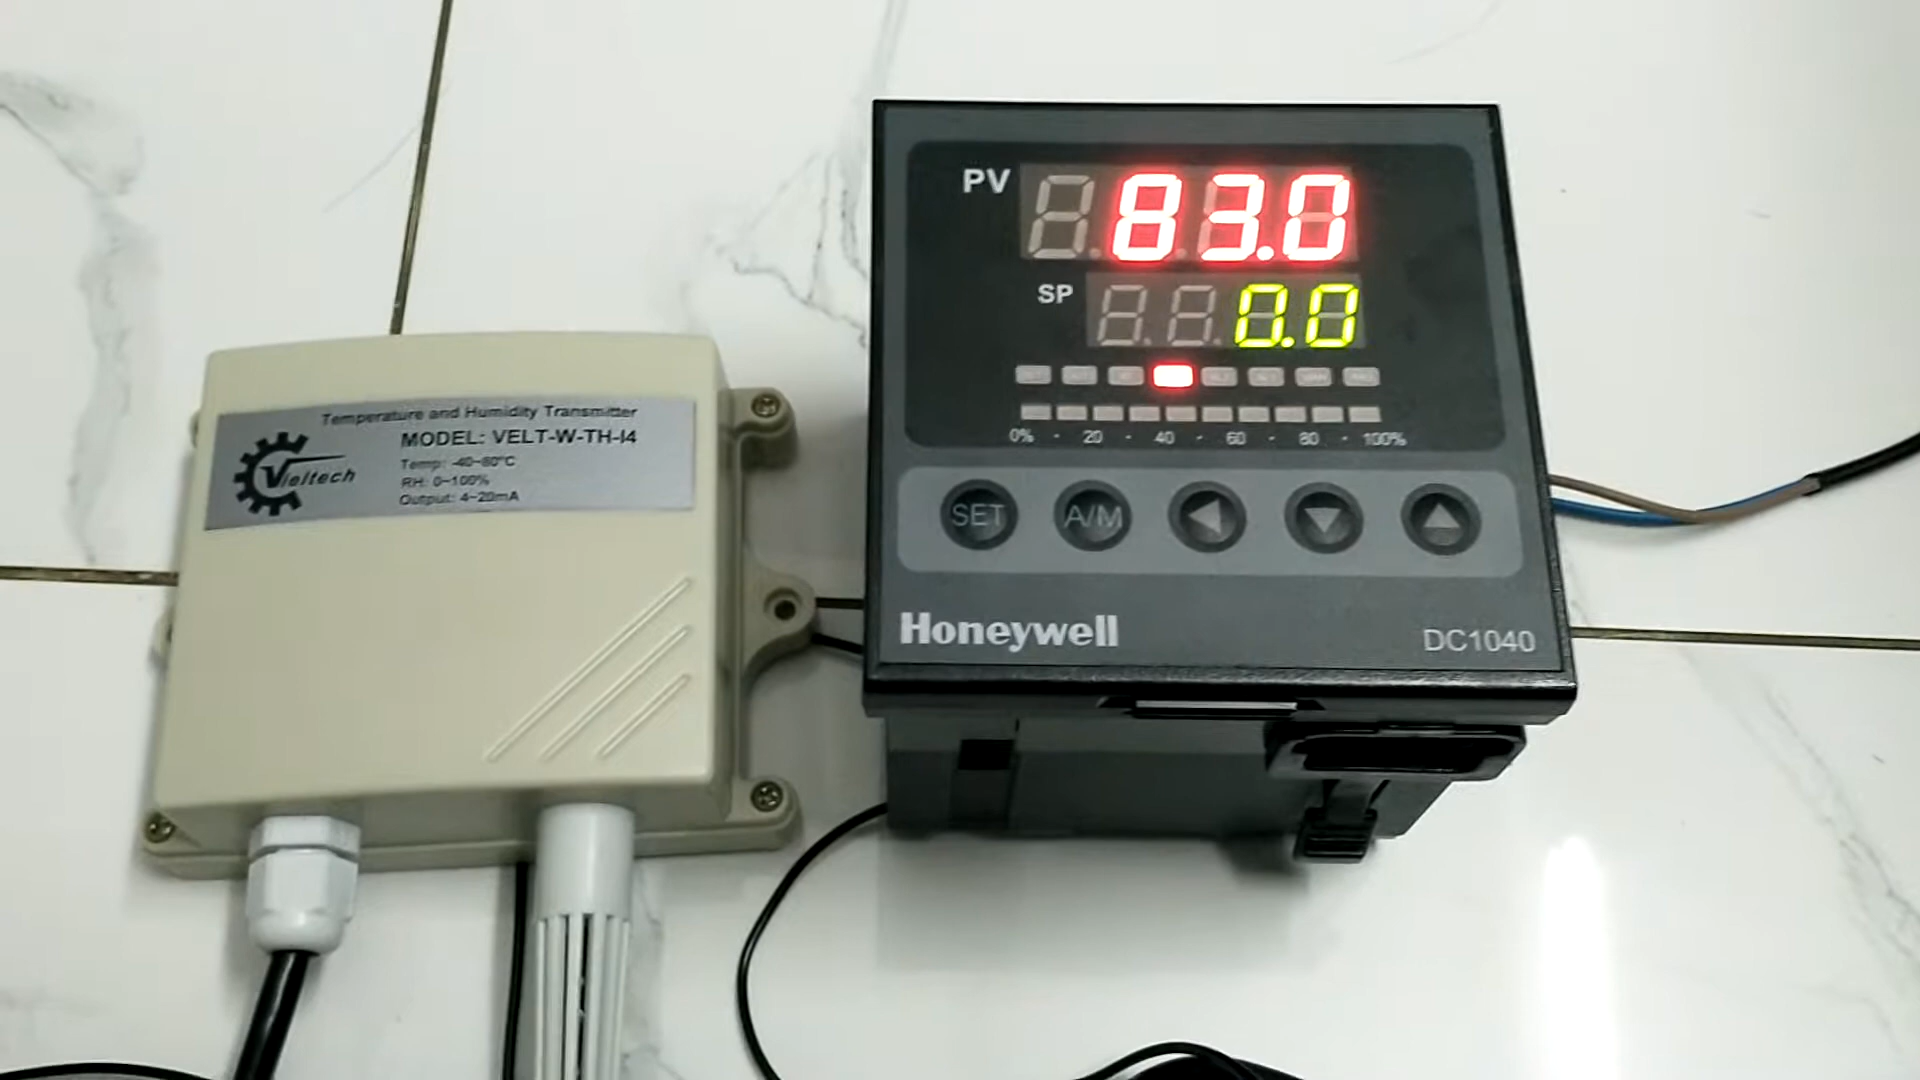 Temperature and Humidity Transmitter
MODEL: VELT-W-TH-I4
Temp: -40~80°C
RH: 0~100%
Output: 4~20mA
Vieltech
PV 83.0
SP 0.0
0% - 20 - 40 - 60 - 80 - 100%
SET A/M
Honeywell
DC1040